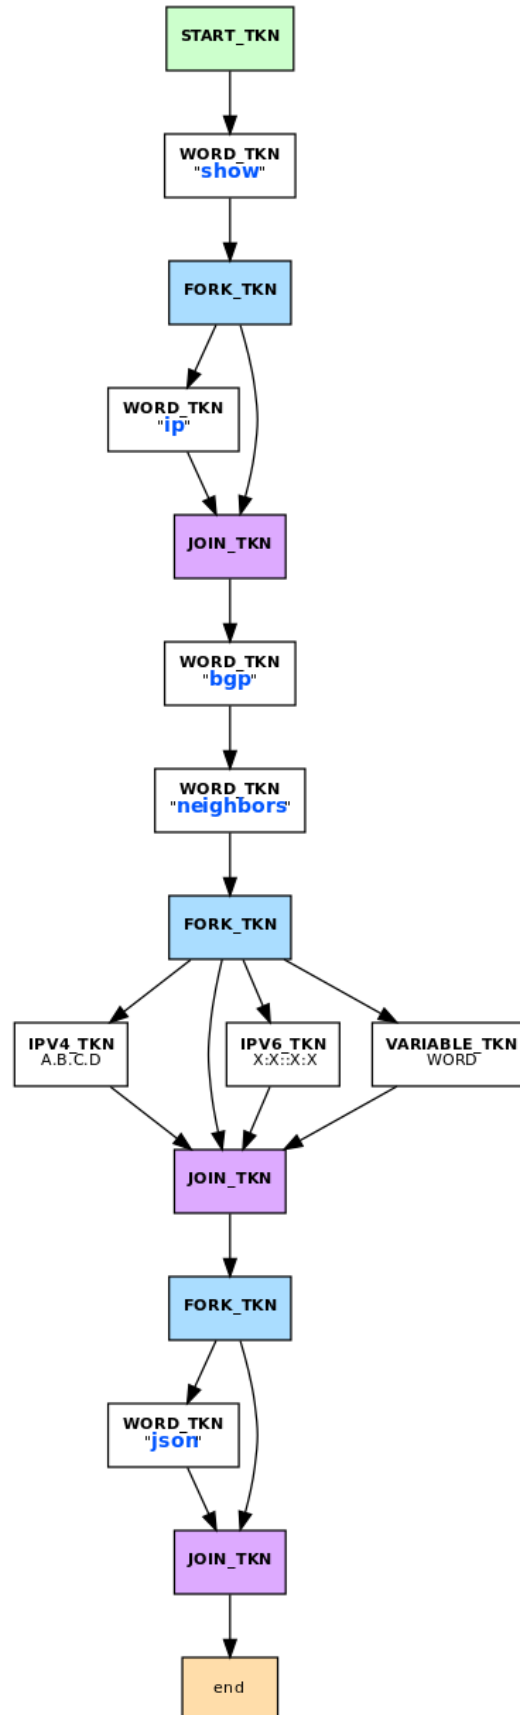 START_TKN
WORD_TKN
"show"
FORK_TKN
WORD_TKN
"ip"
JOIN_TKN
WORD_TKN
"bgp"
WORD_TKN
"neighbors"
FORK_TKN
IPV4_TKN
A.B.C.D
IPV6_TKN
X:X::X:X
VARIABLE_TKN
WORD
JOIN_TKN
FORK_TKN
WORD_TKN
"json"
JOIN_TKN
end